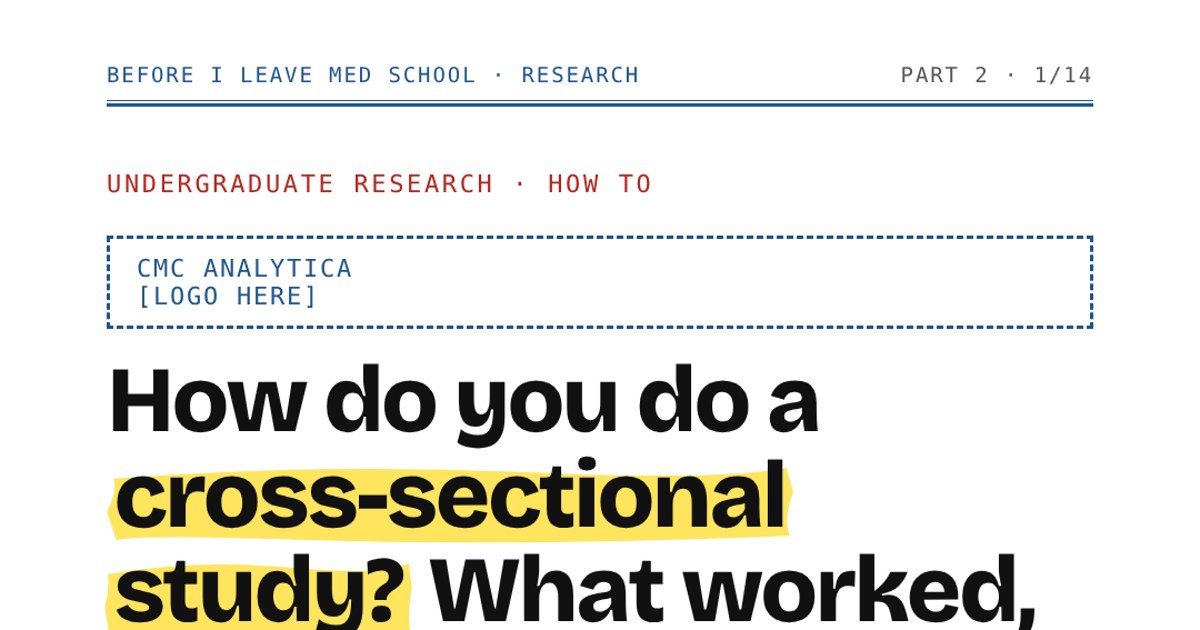 BEFORE I LEAVE MED SCHOOL · RESEARCH
PART 2 · 1/14
UNDERGRADUATE RESEARCH · HOW TO
CMC ANALYTICA
[LOGO HERE]
How do you do a
cross-sectional
study? What worked,